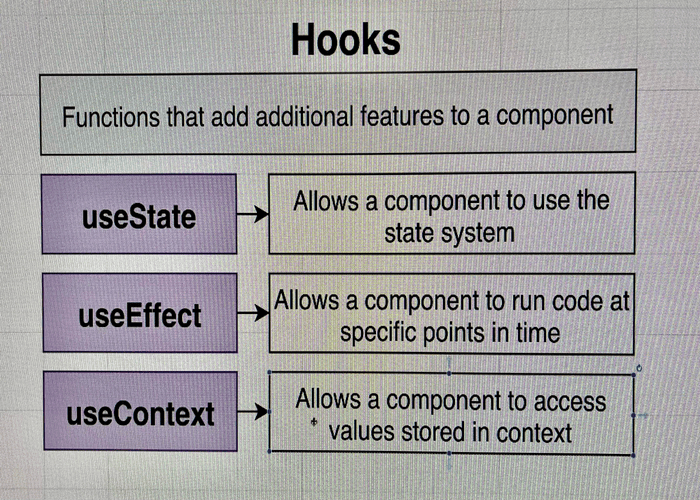 Hooks
Functions that add additional features to a component
useState
Allows a component to use the
state system
useEffect
Allows a component to run code at
specific points in time
useContext
Allows a component to access
values stored in context